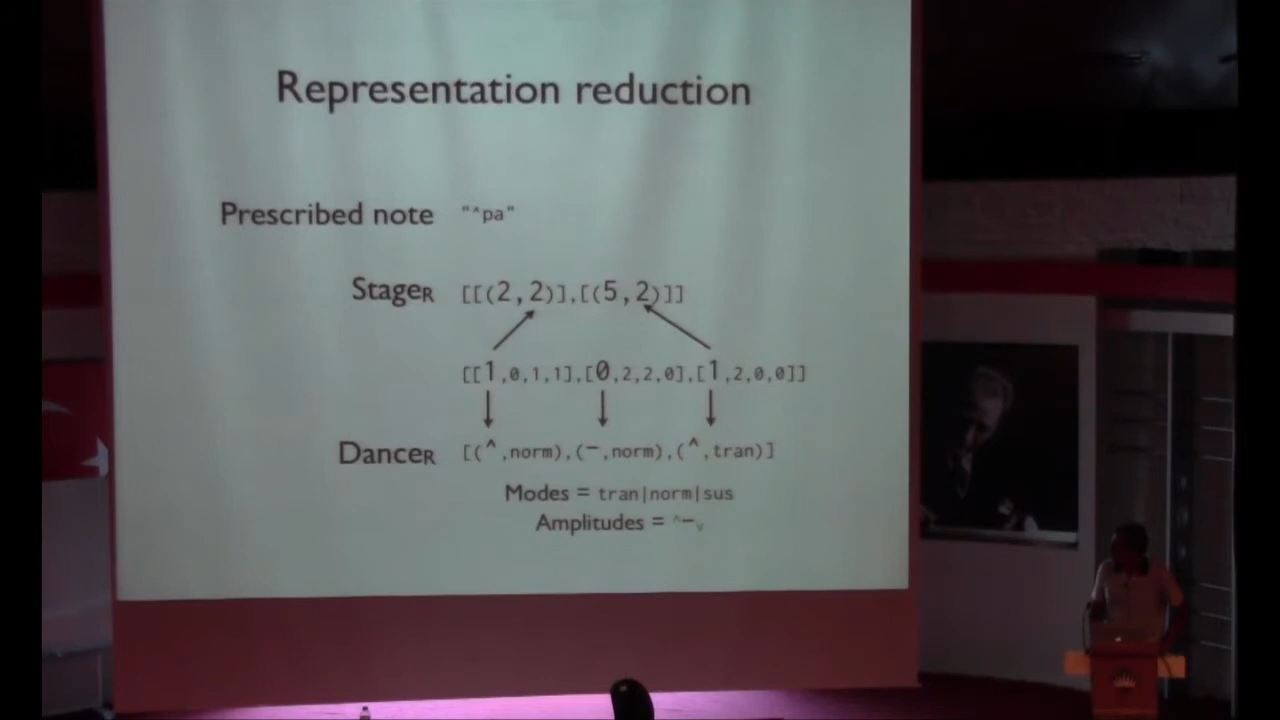 Representation reduction
Prescribed note "^pa"
StageR [[(2,2)],[(5,2)]]
[[1,0,1,1],[0,2,2,0],[1,2,0,0]]
DanceR [(^,norm),(-,norm),(^,tran)]
Modes = tran|norm|sus
Amplitudes = ^-v